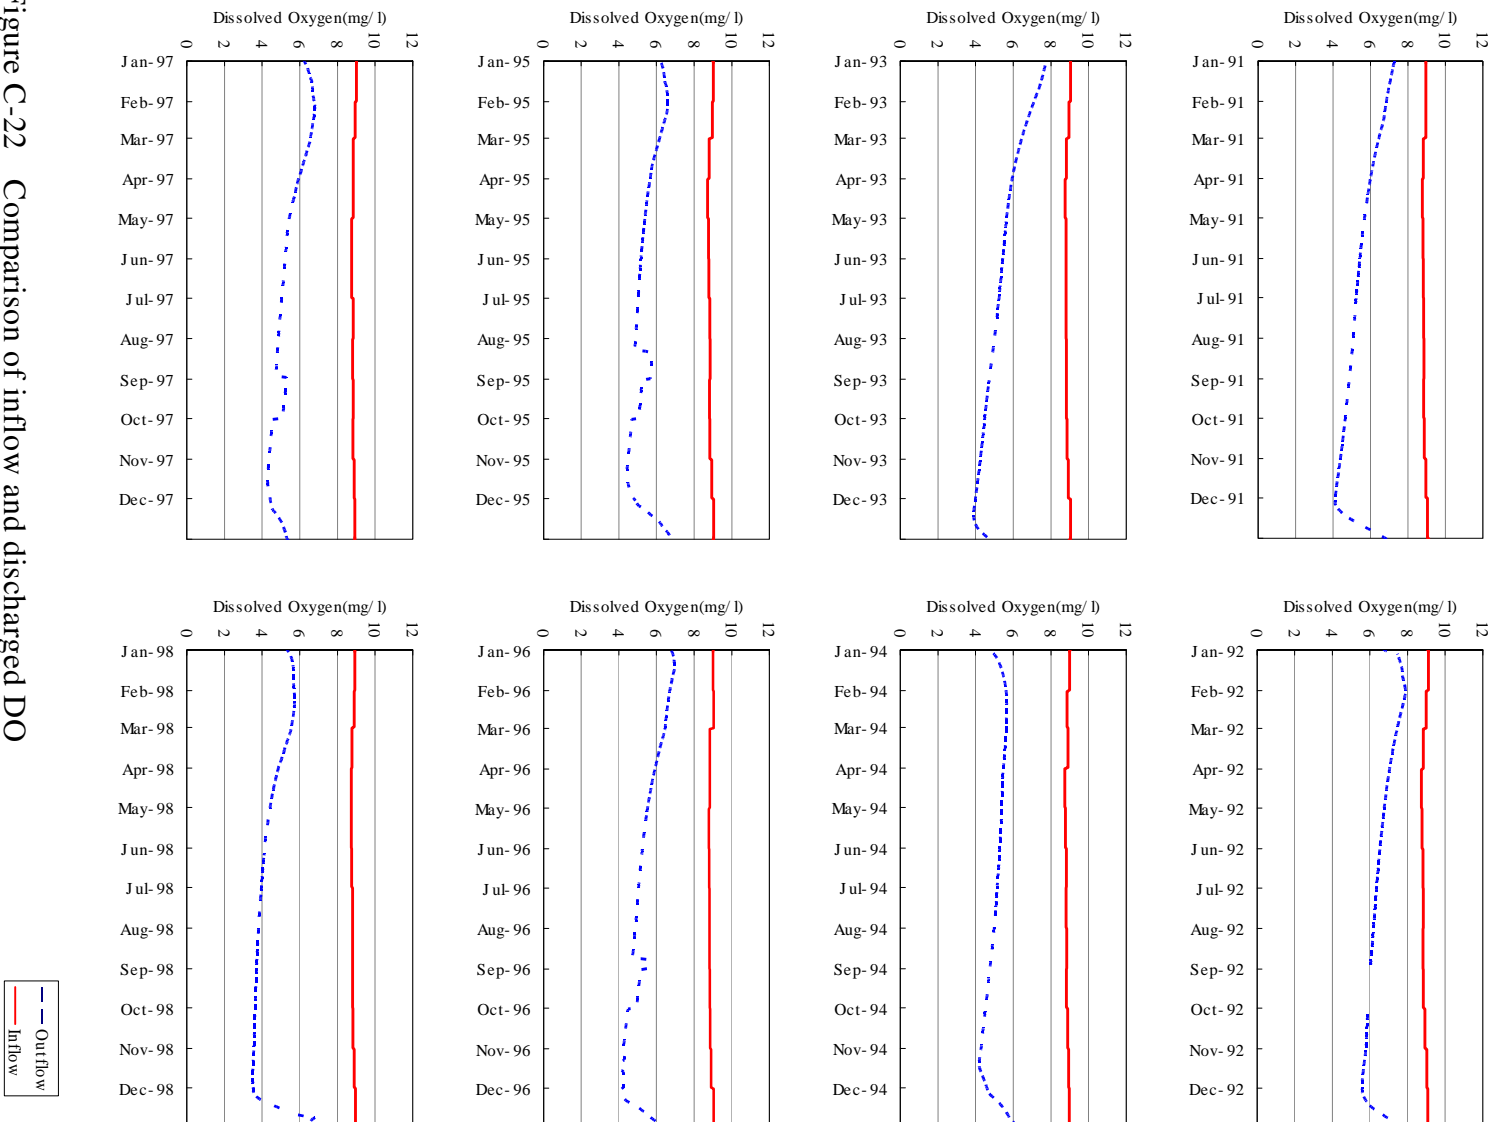 Dissolved Oxygen(mg/l)
0 2 4 6 8 10 12
Jan-97
Feb-97
Mar-97
Apr-97
May-97
Jun-97
Jul-97
Aug-97
Sep-97
Oct-97
Nov-97
Dec-97
Dissolved Oxygen(mg/l)
0 2 4 6 8 10 12
Jan-95
Feb-95
Mar-95
Apr-95
May-95
Jun-95
Jul-95
Aug-95
Sep-95
Oct-95
Nov-95
Dec-95
Dissolved Oxygen(mg/l)
0 2 4 6 8 10 12
Jan-93
Feb-93
Mar-93
Apr-93
May-93
Jun-93
Jul-93
Aug-93
Sep-93
Oct-93
Nov-93
Dec-93
Dissolved Oxygen(mg/l)
0 2 4 6 8 10 12
Jan-91
Feb-91
Mar-91
Apr-91
May-91
Jun-91
Jul-91
Aug-91
Sep-91
Oct-91
Nov-91
Dec-91
Dissolved Oxygen(mg/l)
0 2 4 6 8 10 12
Jan-98
Feb-98
Mar-98
Apr-98
May-98
Jun-98
Jul-98
Aug-98
Sep-98
Oct-98
Nov-98
Dec-98
Dissolved Oxygen(mg/l)
0 2 4 6 8 10 12
Jan-96
Feb-96
Mar-96
Apr-96
May-96
Jun-96
Jul-96
Aug-96
Sep-96
Oct-96
Nov-96
Dec-96
Dissolved Oxygen(mg/l)
0 2 4 6 8 10 12
Jan-94
Feb-94
Mar-94
Apr-94
May-94
Jun-94
Jul-94
Aug-94
Sep-94
Oct-94
Nov-94
Dec-94
Dissolved Oxygen(mg/l)
0 2 4 6 8 10 12
Jan-92
Feb-92
Mar-92
Apr-92
May-92
Jun-92
Jul-92
Aug-92
Sep-92
Oct-92
Nov-92
Dec-92
Outflow
Inflow
Figure C-22 Comparison of inflow and discharged DO